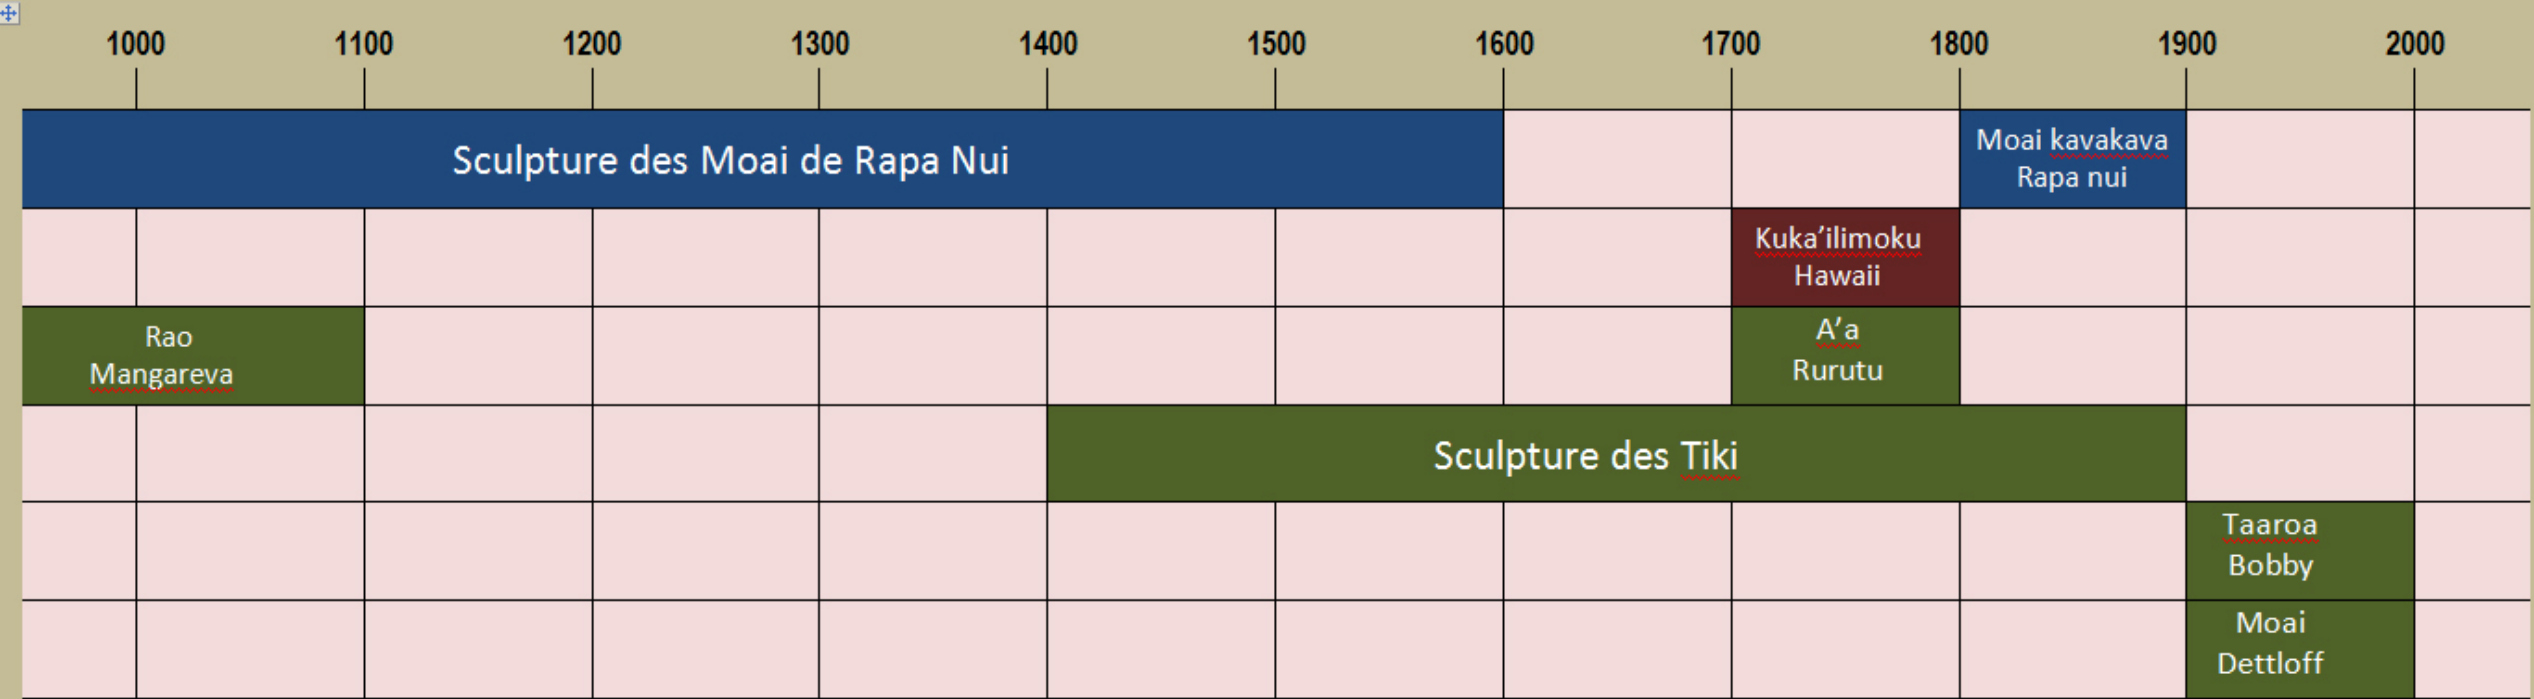 1000 1100 1200 1300 1400 1500 1600 1700 1800 1900 2000
Sculpture des Moai de Rapa Nui
Moai kavakava
Rapa nui
Kuka’ilimoku
Hawaii
Rao
Mangareva
A’a
Rurutu
Sculpture des Tiki
Taaroa
Bobby
Moai
Dettloff